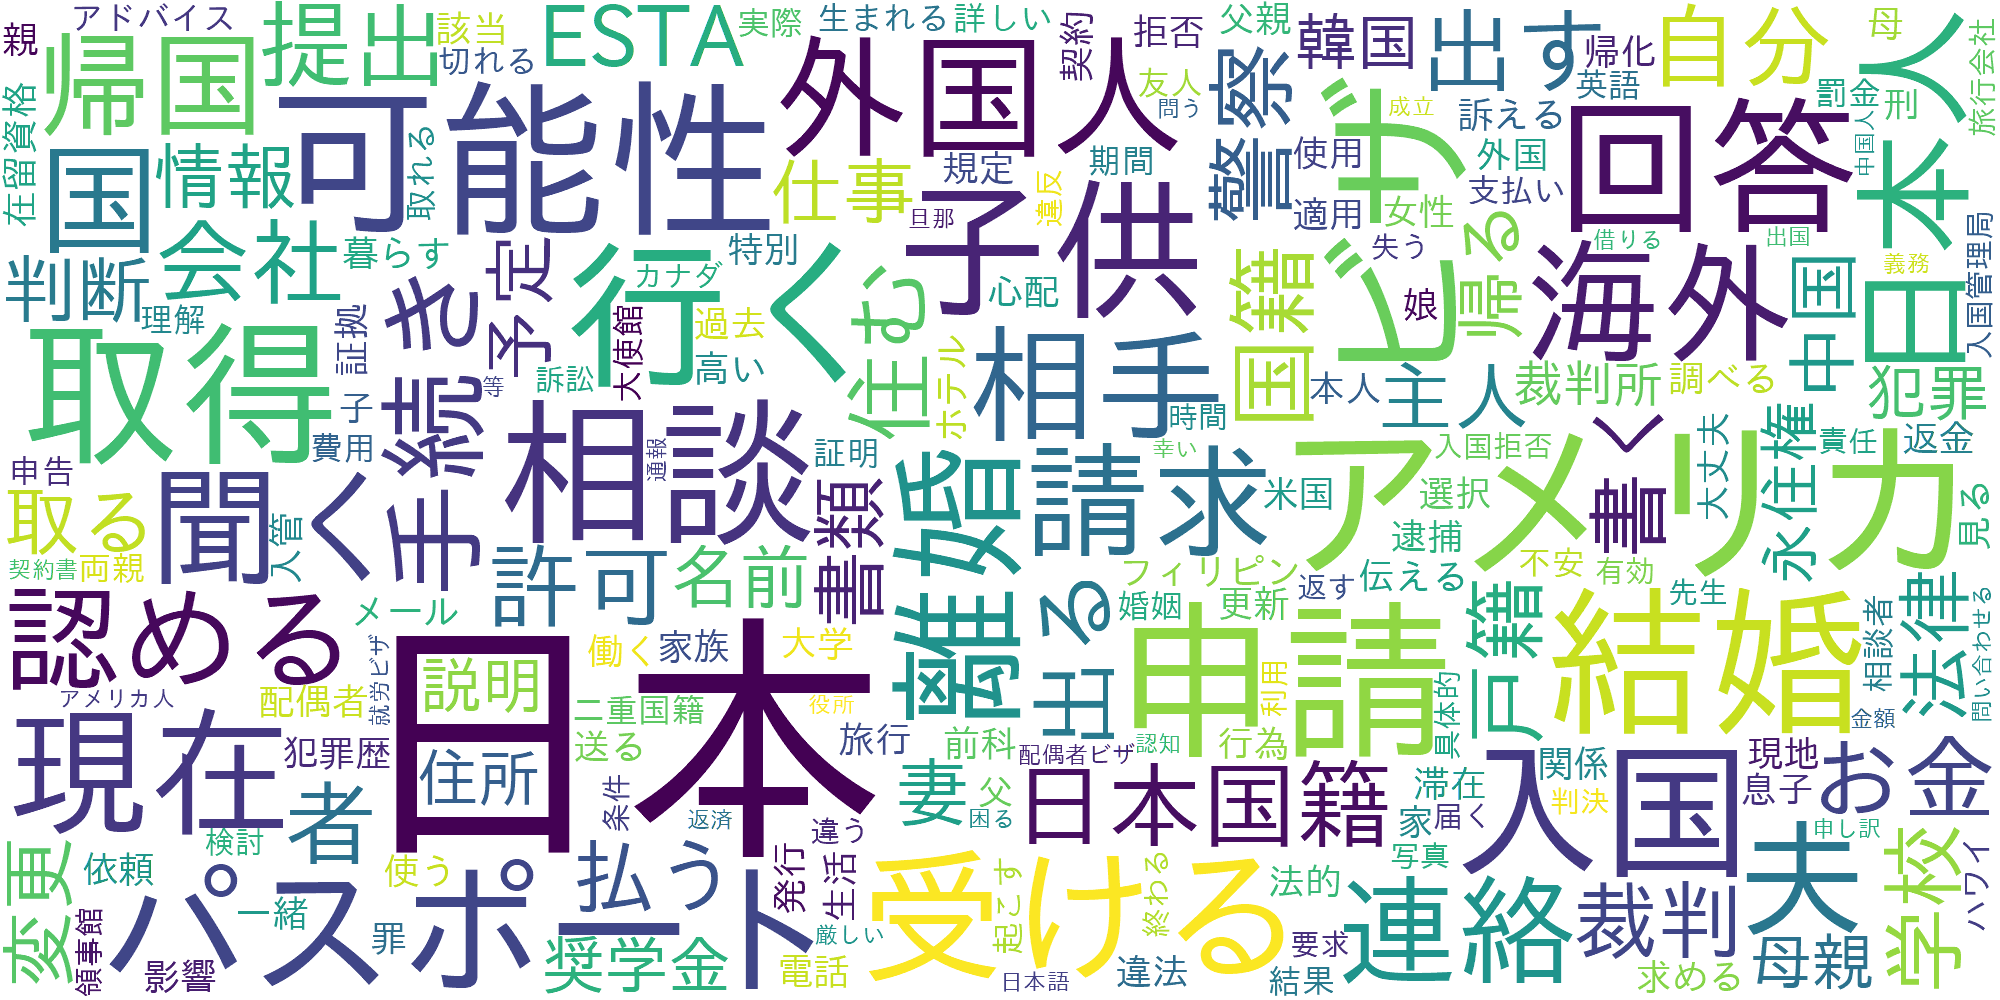 親
アドバイス
帰国
提出
該当
切れる
ESTA
実際
生まれる
詳しい
父親
契約
拒否
友人
問う
韓国
出す
帰化
英語
自分
母
日本人
旅行会社
在留資格
国
情報
可能性
取れる
外国人
仕事
規定
期間
警察
使用
適用
女性
ビザ
訴える
外国
支払い
成立
罰金
刑
回答
中国人
判断
会社
暮らす
理解
手続き
予定
行く
カナダ
特別
旦那
違反
子供
心配
住む
国籍
失う
帰る
娘
借りる
海外
出国
中国
義務
入国管理局
取得
証拠
子
費用
等
訴訟
大使館
過去
高い
ホテル
相手
時間
本人
主人
裁判所
調べる
犯罪
申告
取る
聞く
入管
契約書
両親
相談
通報
証明
書類
離婚
請求
幸い
米国
アメリカ
入国拒否
選択
逮捕
書く
大丈夫
永住権
責任
返金
見る
認める
メール
許可
名前
フィリピン
返す
伝える
不安
有効
先生
相談者
法律
問い合わせる
婚姻
更新
出る
申請
戸籍
結婚
アメリカ人
配偶者
就労ビザ
働く
家族
大学
日本
説明
二重国籍
役所
利用
具体的
金額
現在
犯罪歴
者
住所
送る
条件
返済
旅行
前科
配偶者ビザ
認知
行為
滞在
関係
判決
現地
息子
お金
変更
検討
依頼
パスポート
使う
払う
違う
発行
生活
妻
父
困る
日本国籍
家
届く
写真
入国
申し訳
学校
ハワイ
領事館
一緒
影響
罪
奨学金
電話
厳しい
受ける
起こす
日本語
終わる
違法
法的
要求
結果
連絡
裁判
夫
求める
母親